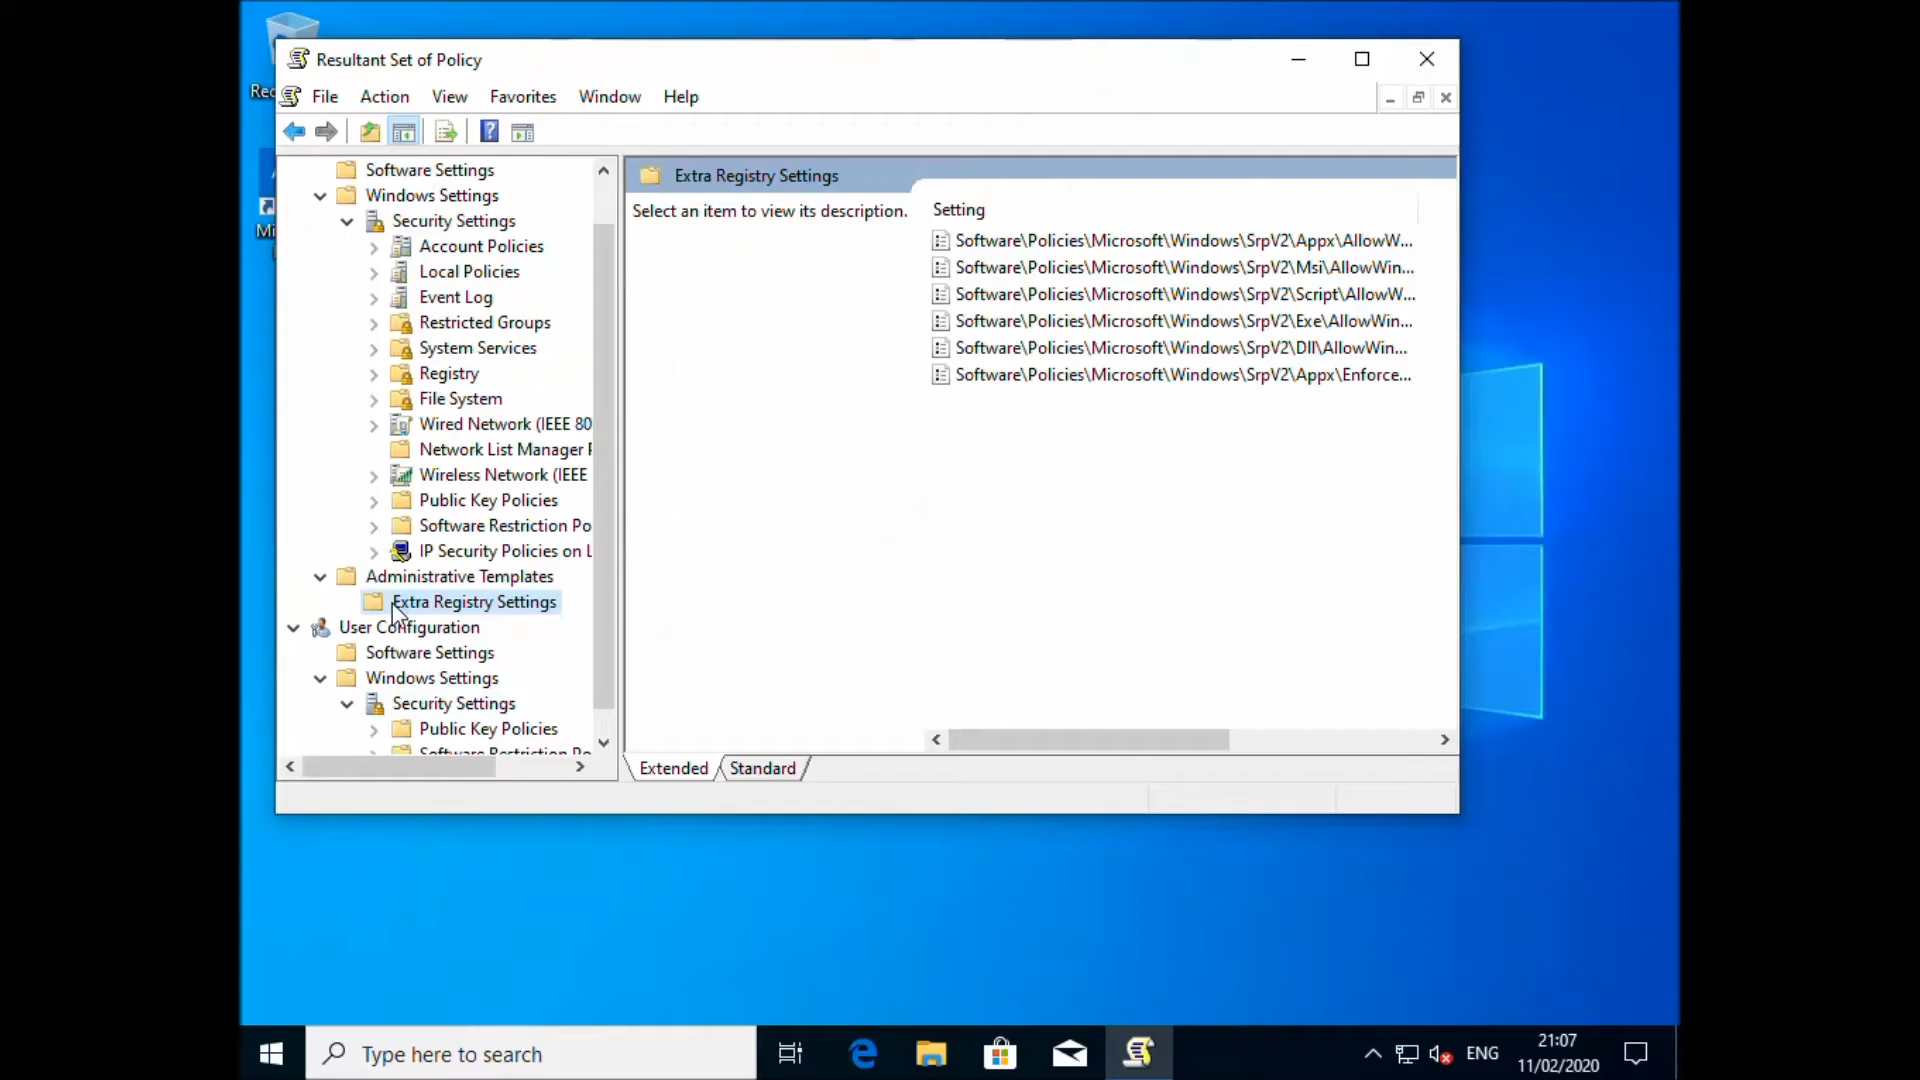 Resultant Set of Policy
File Action View Favorites Window Help
Software Settings
Windows Settings
Security Settings
Account Policies
Local Policies
Event Log
Restricted Groups
System Services
Registry
File System
Wired Network (IEEE 80
Network List Manager
Wireless Network (IEEE
Public Key Policies
Software Restriction Po
IP Security Policies on L
Administrative Templates
Extra Registry Settings
User Configuration
Software Settings
Windows Settings
Security Settings
Public Key Policies
Software Restriction Po
Extra Registry Settings
Select an item to view its description.
Setting
Software\Policies\Microsoft\Windows\SrpV2\Appx\AllowW...
Software\Policies\Microsoft\Windows\SrpV2\Msi\AllowWin...
Software\Policies\Microsoft\Windows\SrpV2\Script\AllowW...
Software\Policies\Microsoft\Windows\SrpV2\Exe\AllowWin...
Software\Policies\Microsoft\Windows\SrpV2\Dll\AllowWin...
Software\Policies\Microsoft\Windows\SrpV2\Appx\Enforce...
Extended Standard
Rec
Mi
Type here to search
ENG
21:07
11/02/2020